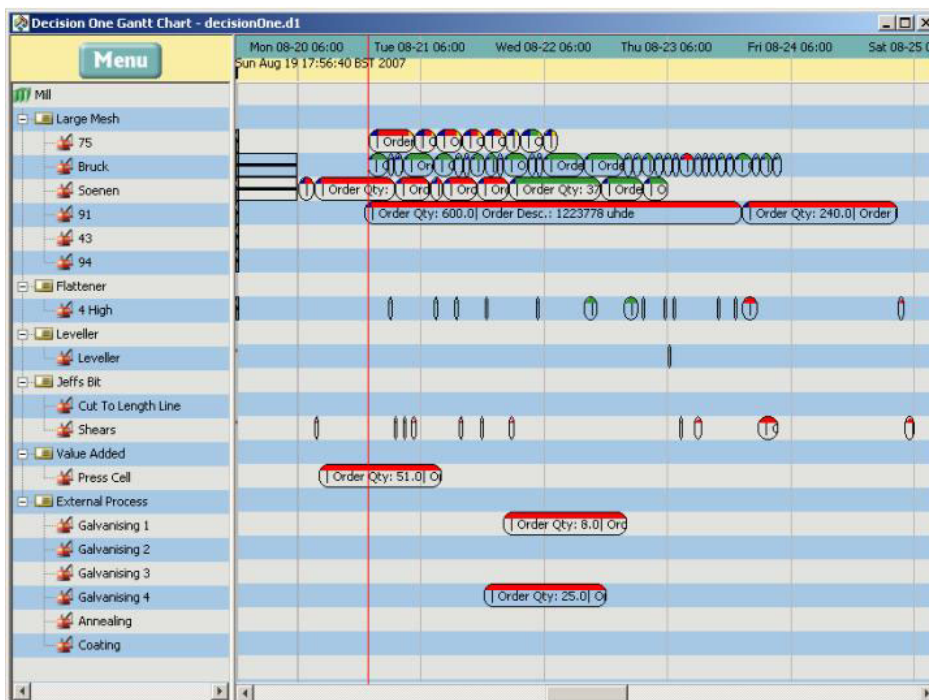 Decision One Gantt Chart - decisionOne.d1
Menu
Mon 08-20 06:00 Tue 08-21 06:00 Wed 08-22 06:00 Thu 08-23 06:00 Fri 08-24 06:00 Sat 08-25
Sun Aug 19 17:56:40 BST 2007
Mill
Large Mesh
75
Order
Bruck
Soenen
Order Qty: Order Qty: 37
91
Order Qty: 600.0| Order Desc.: 1223778 uhde
Order Qty: 240.0| Order
43
94
Flattener
4 High
Leveller
Leveller
Jeffs Bit
Cut To Length Line
Shears
Value Added
Press Cell
Order Qty: 51.0|
External Process
Galvanising 1
Order Qty: 8.0| Ord
Galvanising 2
Galvanising 3
Galvanising 4
Order Qty: 25.0|
Annealing
Coating